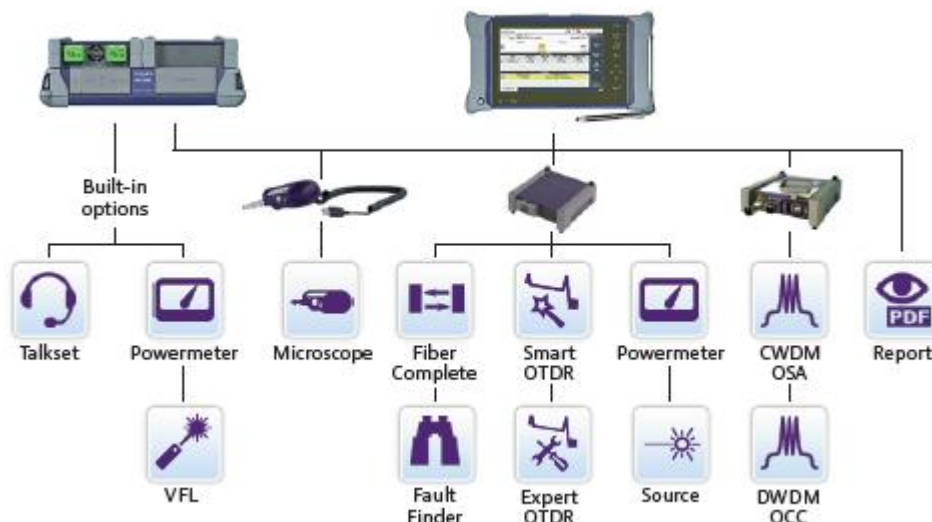 Built-in
options
Talkset
Powermeter
Microscope
Fiber
Complete
Smart
OTDR
Powermeter
CWDM
OSA
PDF
Report
VFL
Fault
Finder
Expert
OTDR
Source
DWDM
OCC